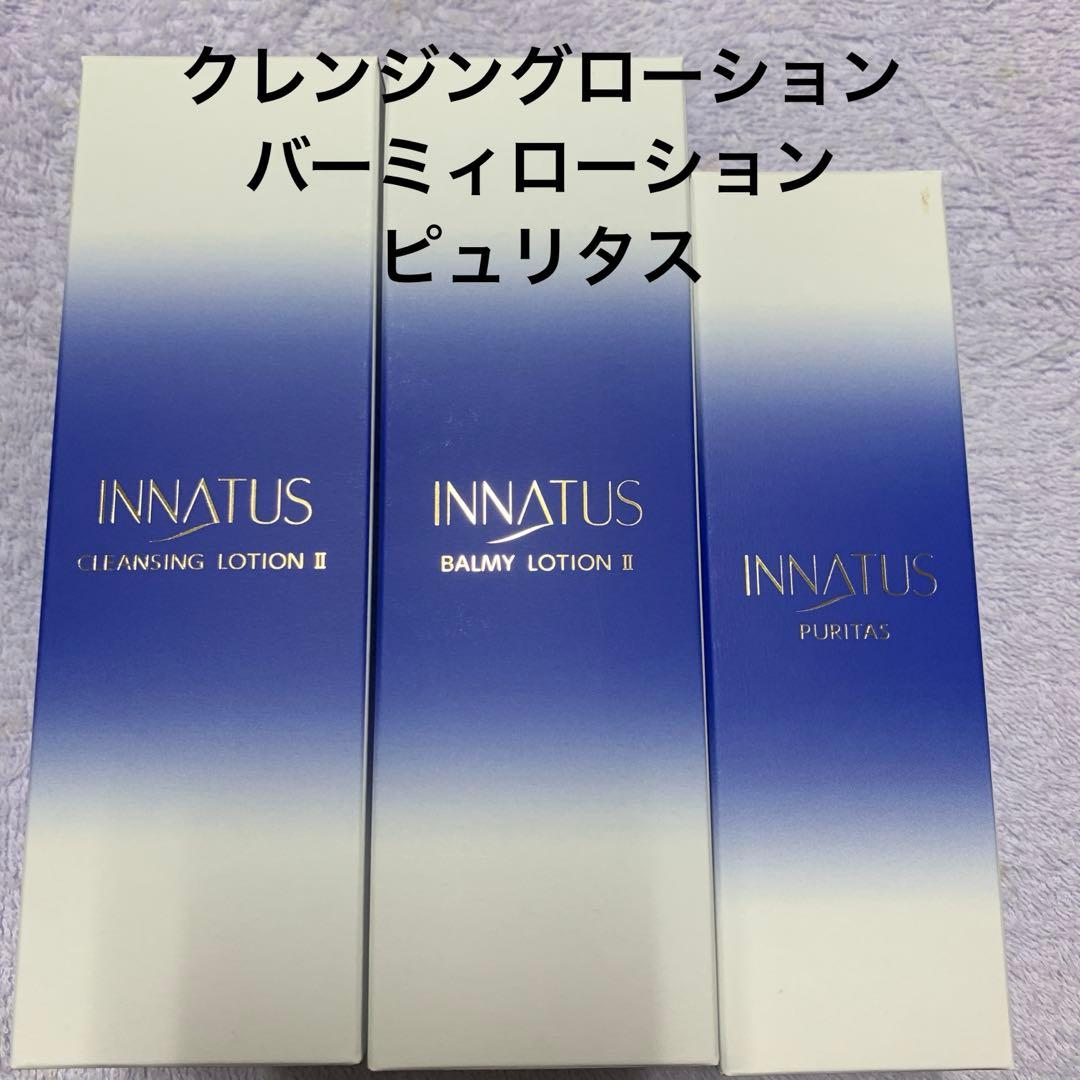 クレンジングローション
バーミィローション
ピュリタス
INNATUS
CLEANSING LOTION Ⅱ
INNATUS
BALMY LOTION Ⅱ
INNATUS
PURITAS